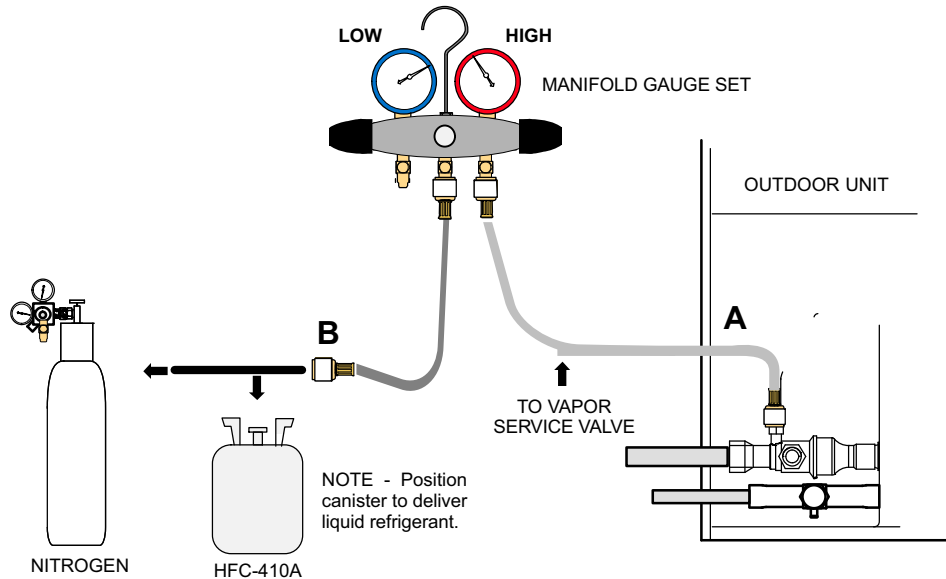 LOW
HIGH
MANIFOLD GAUGE SET
OUTDOOR UNIT
B
A
TO VAPOR
SERVICE VALVE
NOTE - Position
canister to deliver
liquid refrigerant.
NITROGEN
HFC-410A